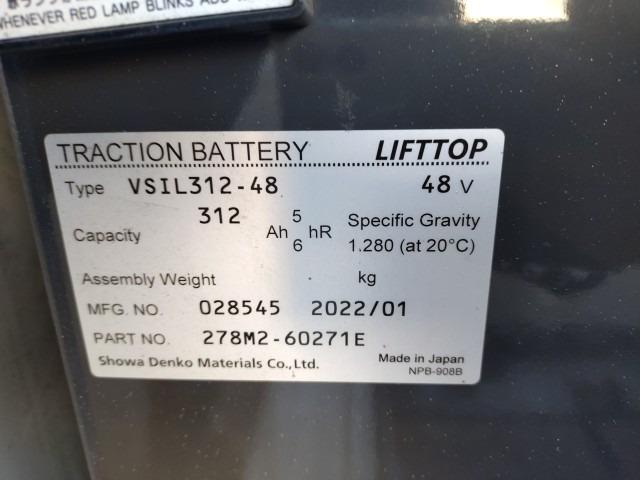 WHENEVER RED LAMP BLINKS ADD
TRACTION BATTERY LIFTTOP
Type VSIL312-48 48 V
Capacity 312 Ah 5 6 hR Specific Gravity
1.280 (at 20°C)
Assembly Weight kg
MFG. NO. 028545 2022/01
PART NO. 278M2-60271E
Showa Denko Materials Co.,Ltd. Made in Japan
NPB-908B